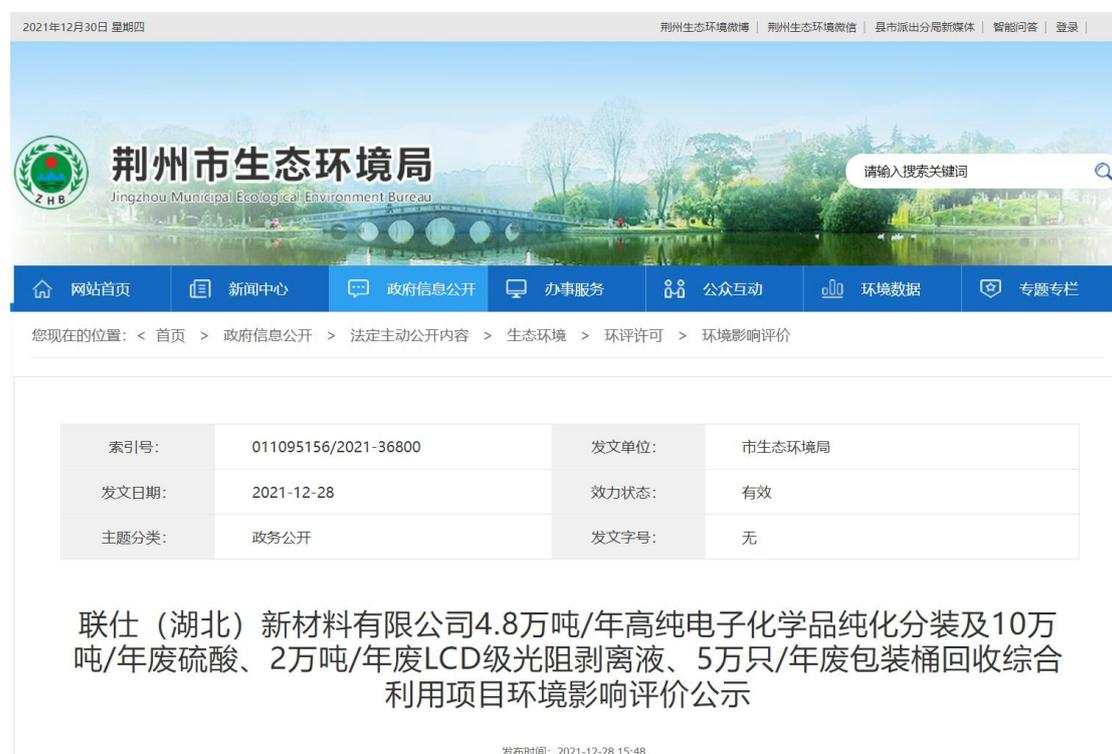 2021年12月30日 星期四
荆州生态环境微博 | 荆州生态环境微信 | 县市派出分局新媒体 | 智能问答 | 登录 |
荆州市生态环境局
Jingzhou Municipal Ecological Environment Bureau
ZHB
请输入搜索关键词
网站首页 新闻中心 政府信息公开 办事服务 公众互动 环境数据 专题专栏
您现在的位置：< 首页 > 政府信息公开 > 法定主动公开内容 > 生态环境 > 环评许可 > 环境影响评价
索引号： 011095156/2021-36800 发文单位： 市生态环境局
发文日期： 2021-12-28 效力状态： 有效
主题分类： 政务公开 发文字号： 无
联仕（湖北）新材料有限公司4.8万吨/年高纯电子化学品纯化分装及10万
吨/年废硫酸、2万吨/年废LCD级光阻剥离液、5万只/年废包装桶回收综合
利用项目环境影响评价公示
发布时间：2021-12-28 15:48